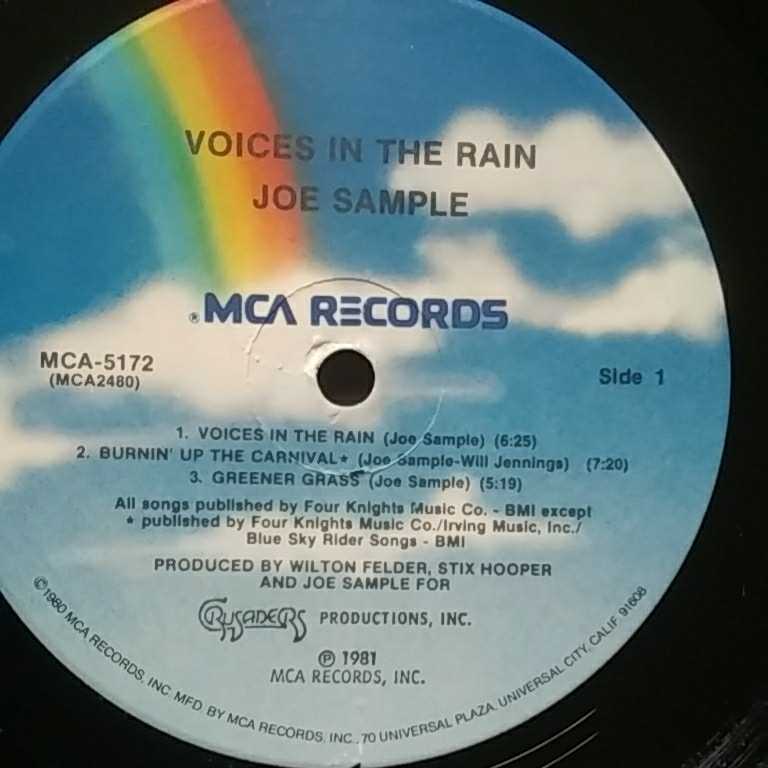 VOICES IN THE RAIN
JOE SAMPLE
® MCA RECORDS
MCA-5172
(MCA2480)
Side 1
1. VOICES IN THE RAIN (Joe Sample) (6:25)
2. BURNIN' UP THE CARNIVAL* (Joe Sample-Will Jennings) (7:20)
3. GREENER GRASS (Joe Sample) (5:19)
All songs published by Four Knights Music Co. - BMI except
* published by Four Knights Music Co./Irving Music, Inc./
Blue Sky Rider Songs - BMI
PRODUCED BY WILTON FELDER, STIX HOOPER
AND JOE SAMPLE FOR
CRUSADERS PRODUCTIONS, INC.
℗ 1981
MCA RECORDS, INC.
©1980 MCA RECORDS, INC. MFD. BY MCA RECORDS, INC., 70 UNIVERSAL PLAZA, UNIVERSAL CITY, CALIF. 91608